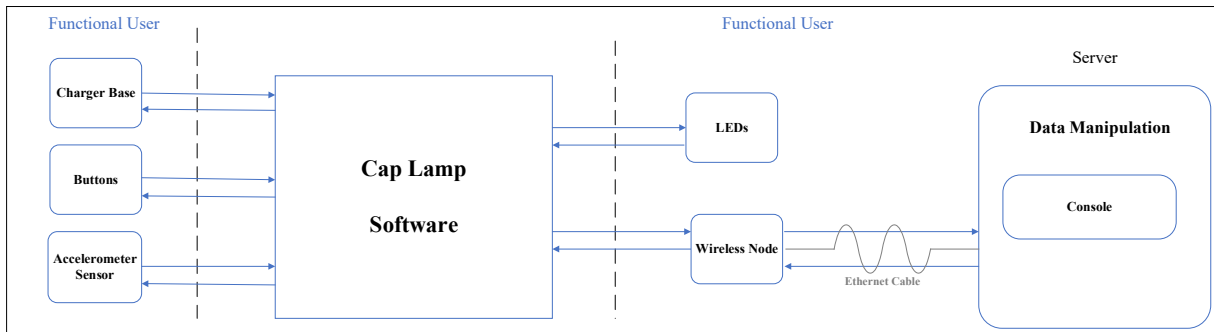 Functional User
Functional User
Server
Charger Base
Buttons
Accelerometer
Sensor
Cap Lamp
Software
LEDs
Wireless Node
Ethernet Cable
Data Manipulation
Console